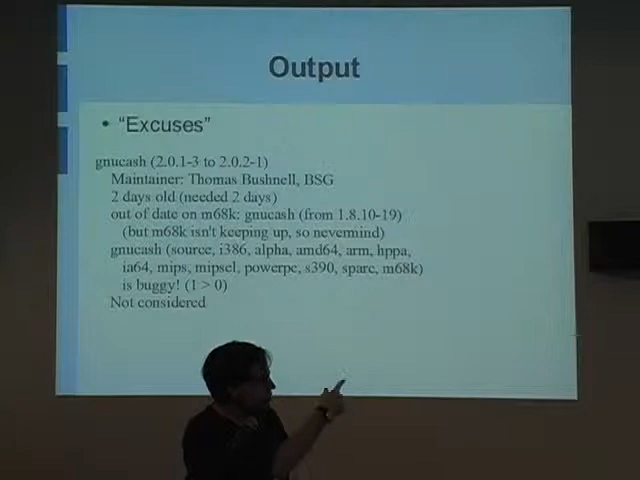 Output
• “Excuses”
gnucash (2.0.1-3 to 2.0.2-1)
Maintainer: Thomas Bushnell, BSG
2 days old (needed 2 days)
out of date on m68k: gnucash (from 1.8.10-19)
(but m68k isn't keeping up, so nevermind)
gnucash (source, i386, alpha, amd64, arm, hppa,
ia64, mips, mipsel, powerpc, s390, sparc, m68k)
is buggy! (1 > 0)
Not considered